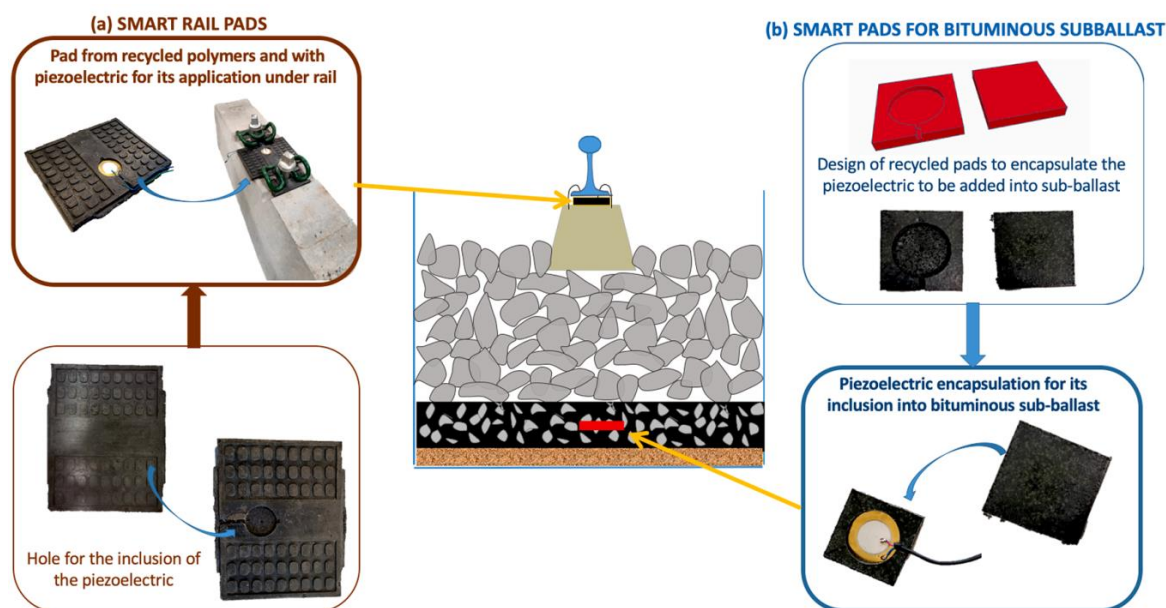 (a) SMART RAIL PADS
Pad from recycled polymers and with
piezoelectric for its application under rail
Hole for the inclusion of
the piezoelectric
(b) SMART PADS FOR BITUMINOUS SUBBALLAST
Design of recycled pads to encapsulate the
piezoelectric to be added into sub-ballast
Piezoelectric encapsulation for its
inclusion into bituminous sub-ballast